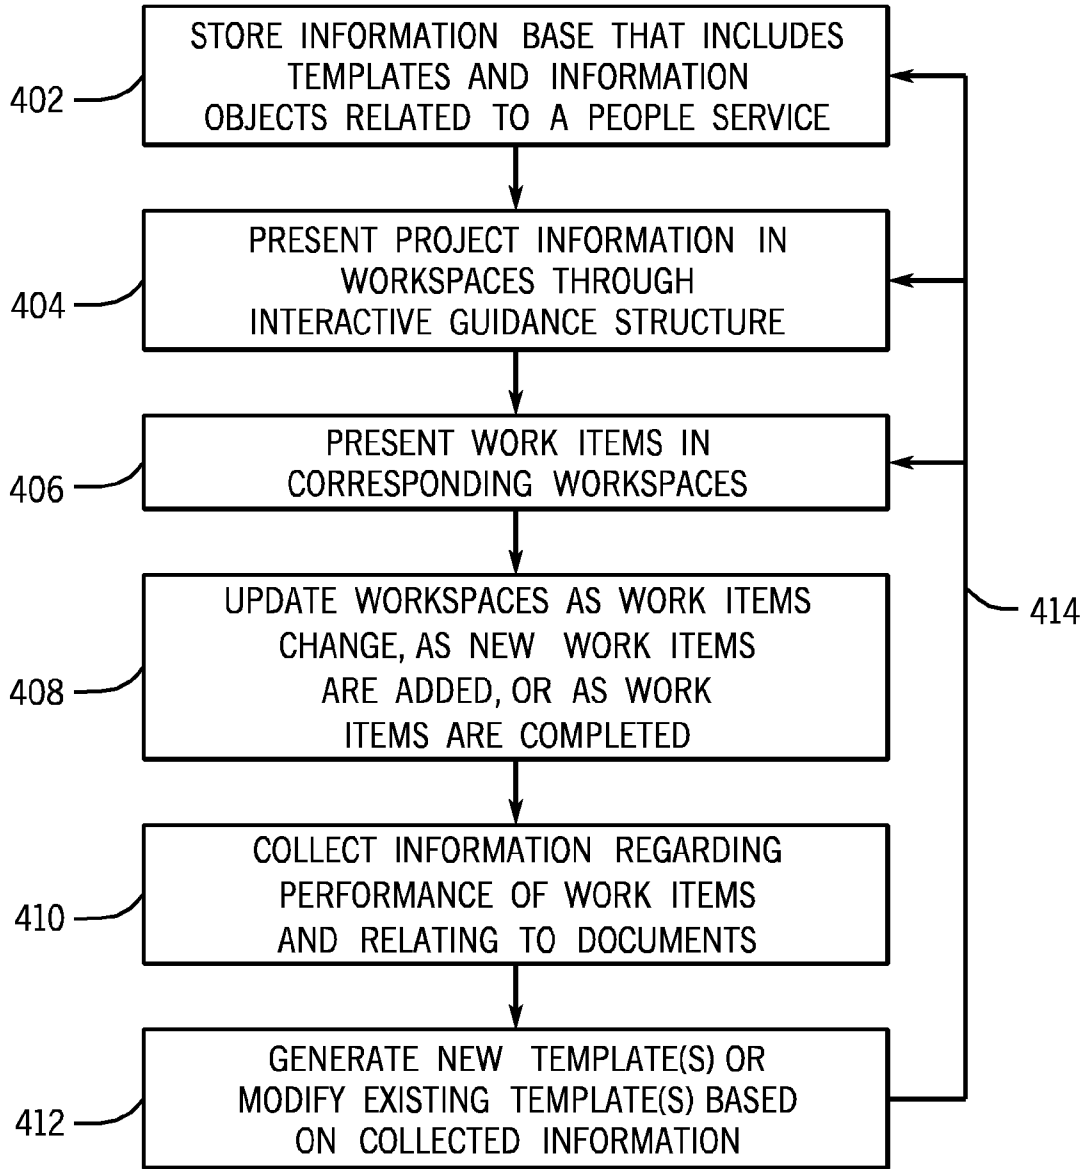 STORE INFORMATION BASE THAT INCLUDES
TEMPLATES AND INFORMATION
OBJECTS RELATED TO A PEOPLE SERVICE
402
PRESENT PROJECT INFORMATION IN
WORKSPACES THROUGH
INTERACTIVE GUIDANCE STRUCTURE
404
PRESENT WORK ITEMS IN
CORRESPONDING WORKSPACES
406
UPDATE WORKSPACES AS WORK ITEMS
CHANGE, AS NEW WORK ITEMS
ARE ADDED, OR AS WORK
ITEMS ARE COMPLETED
408
414
COLLECT INFORMATION REGARDING
PERFORMANCE OF WORK ITEMS
AND RELATING TO DOCUMENTS
410
GENERATE NEW TEMPLATE(S) OR
MODIFY EXISTING TEMPLATE(S) BASED
ON COLLECTED INFORMATION
412